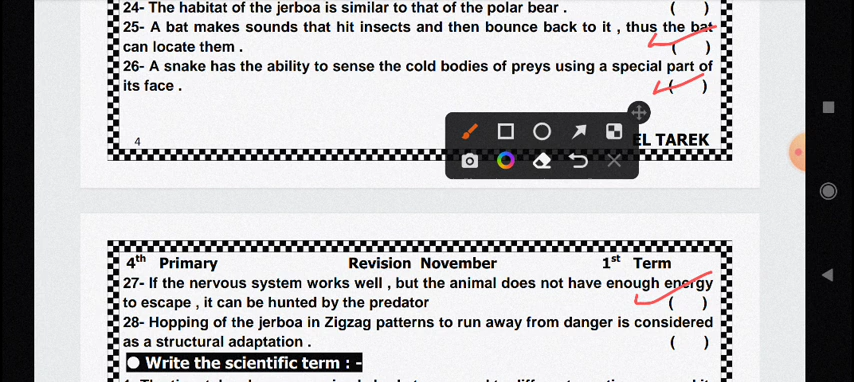 24- The habitat of the jerboa is similar to that of the polar bear . ( )
25- A bat makes sounds that hit insects and then bounce back to it , thus the bat
can locate them . ( )
26- A snake has the ability to sense the cold bodies of preys using a special part of
its face . ( )
4
EL TAREK
4th Primary Revision November 1st Term
27- If the nervous system works well , but the animal does not have enough energy
to escape , it can be hunted by the predator ( )
28- Hopping of the jerboa in Zigzag patterns to run away from danger is considered
as a structural adaptation . ( )
● Write the scientific term : -